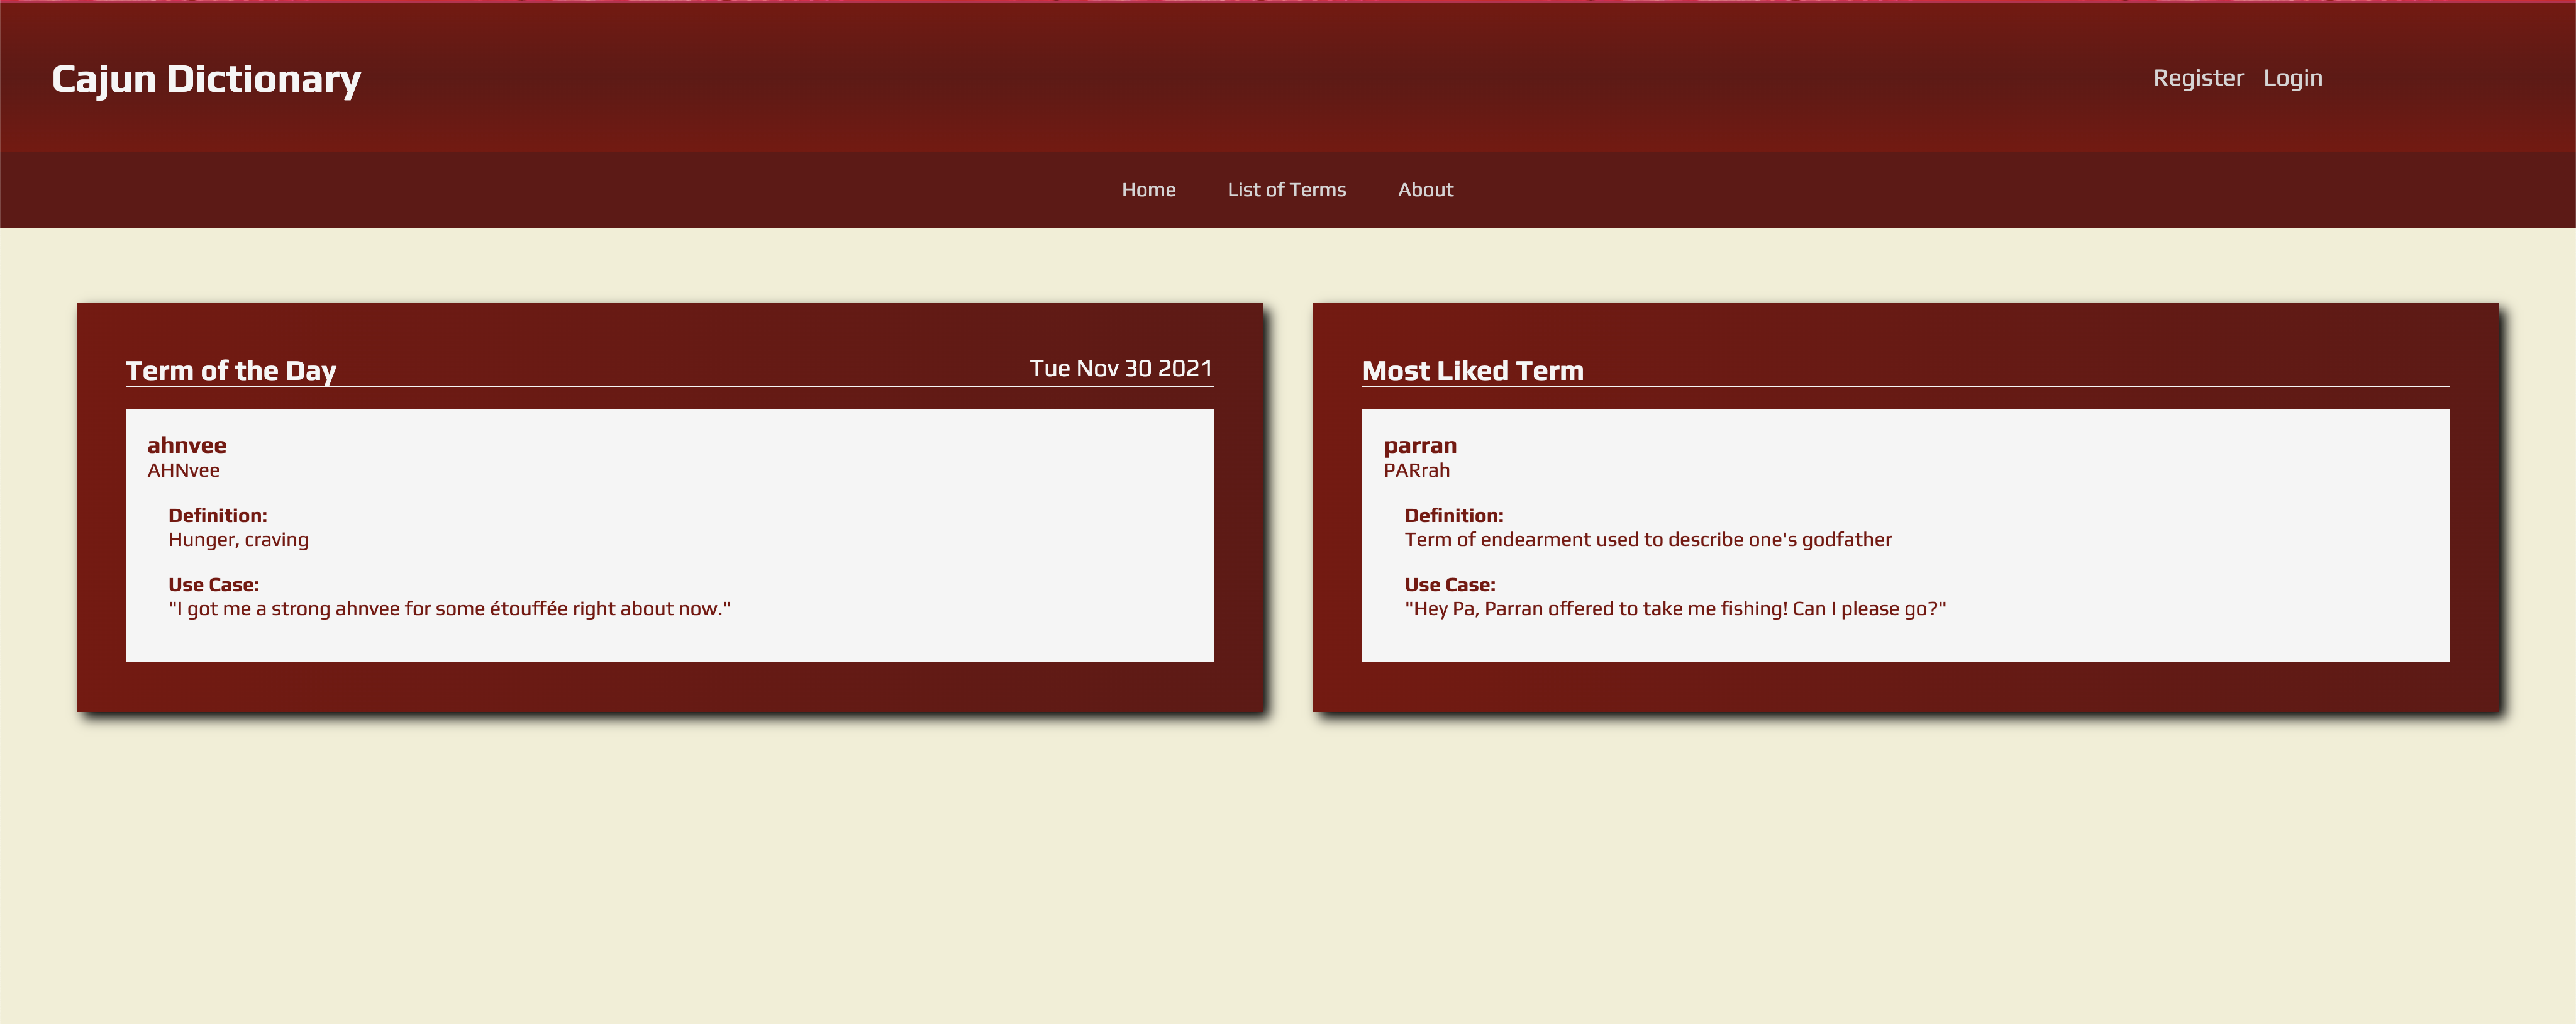 Cajun Dictionary
Register Login
Home List of Terms About
Term of the Day Tue Nov 30 2021
ahnvee
AHNvee
Definition:
Hunger, craving
Use Case:
"I got me a strong ahnvee for some étouffée right about now."
Most Liked Term
parran
PARrah
Definition:
Term of endearment used to describe one's godfather
Use Case:
"Hey Pa, Parran offered to take me fishing! Can I please go?"